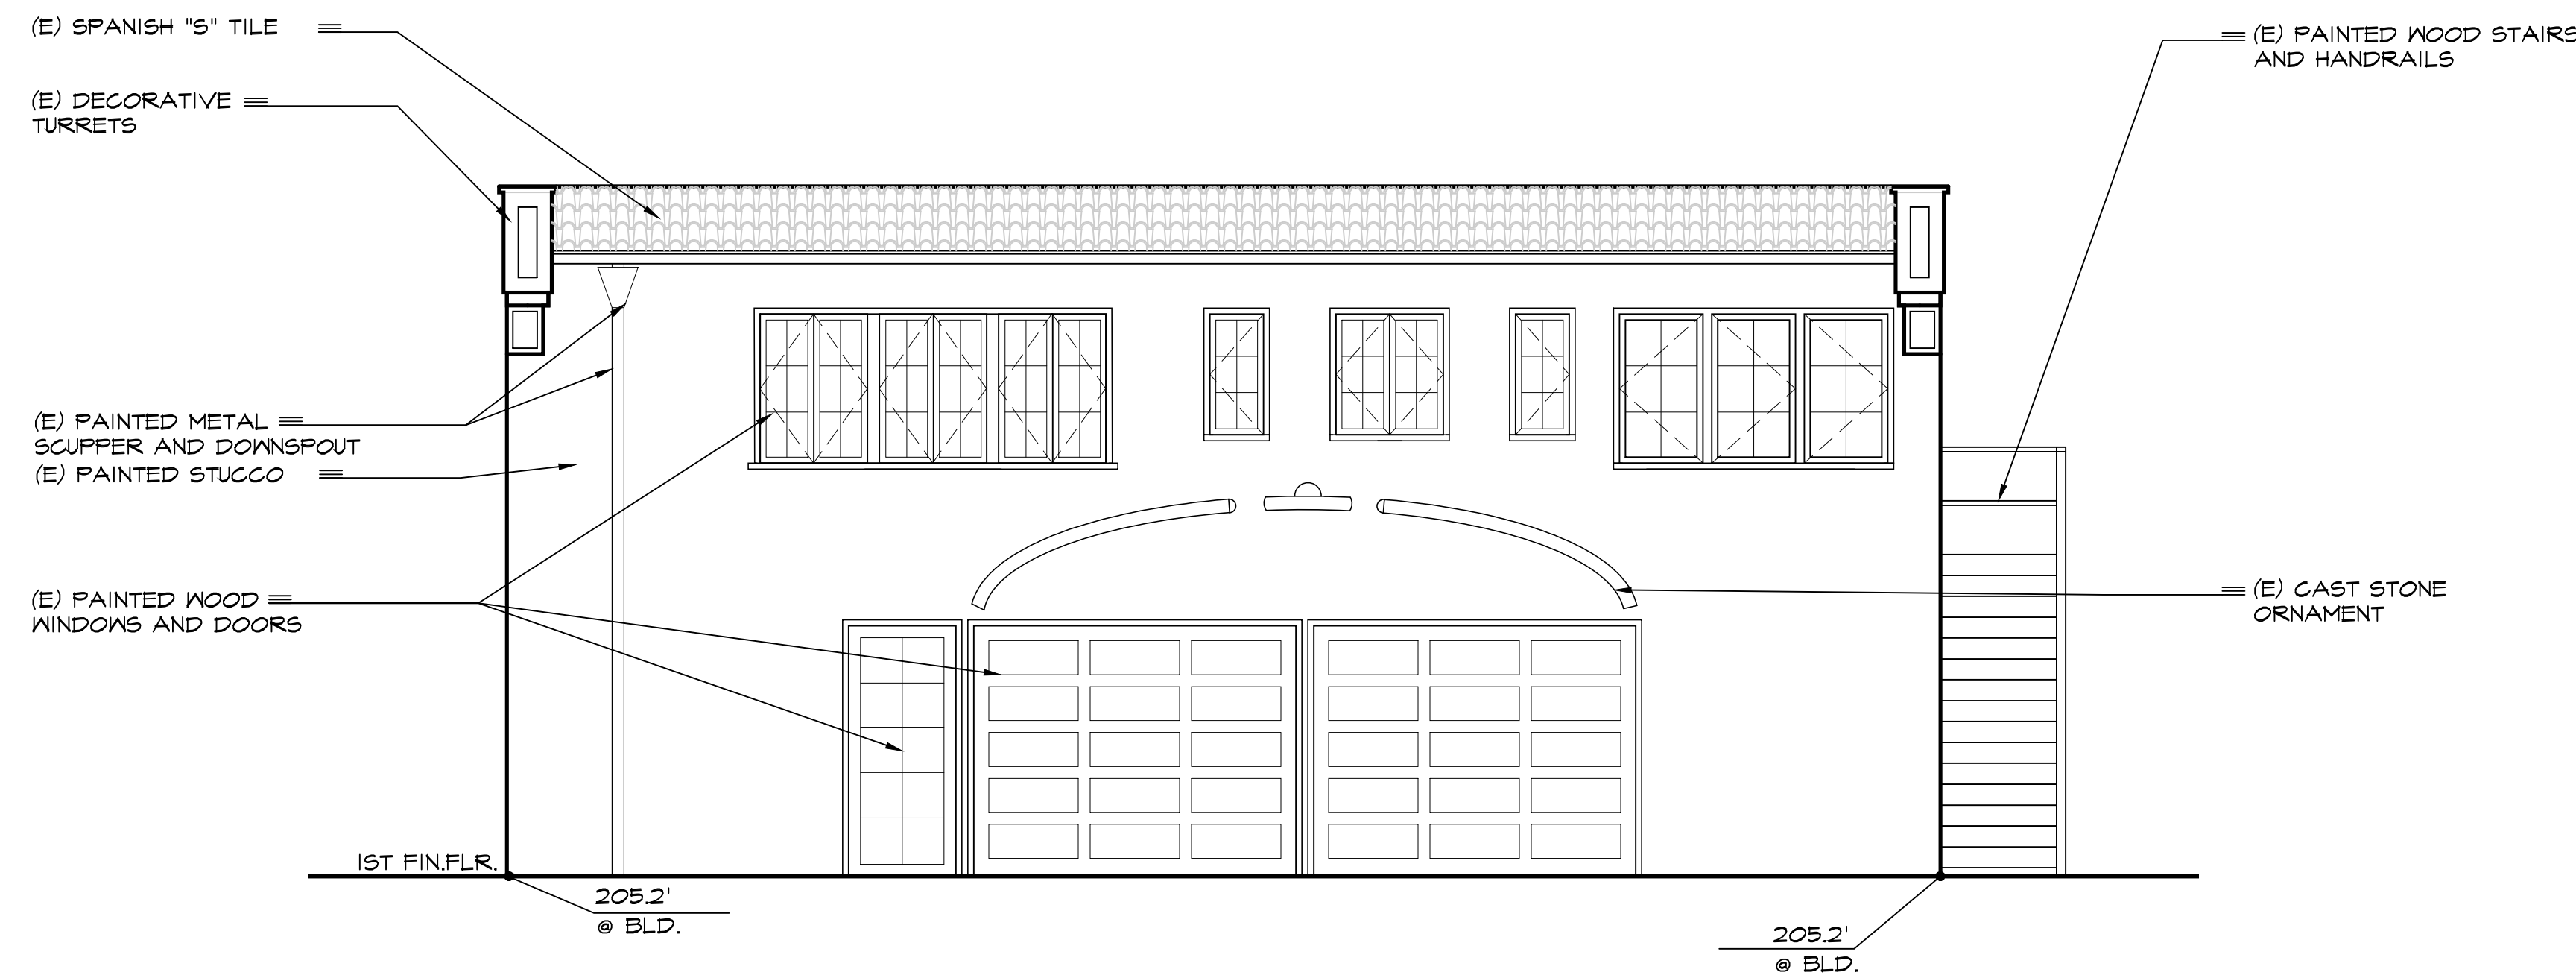 (E) SPANISH "S" TILE
(E) DECORATIVE
TURRETS
(E) PAINTED METAL
SCUPPER AND DOWNSPOUT
(E) PAINTED STUCCO
(E) PAINTED WOOD
WINDOWS AND DOORS
1ST FIN.FLR.
205.2'
@ BLD.
(E) PAINTED WOOD STAIRS
AND HANDRAILS
(E) CAST STONE
ORNAMENT
205.2'
@ BLD.